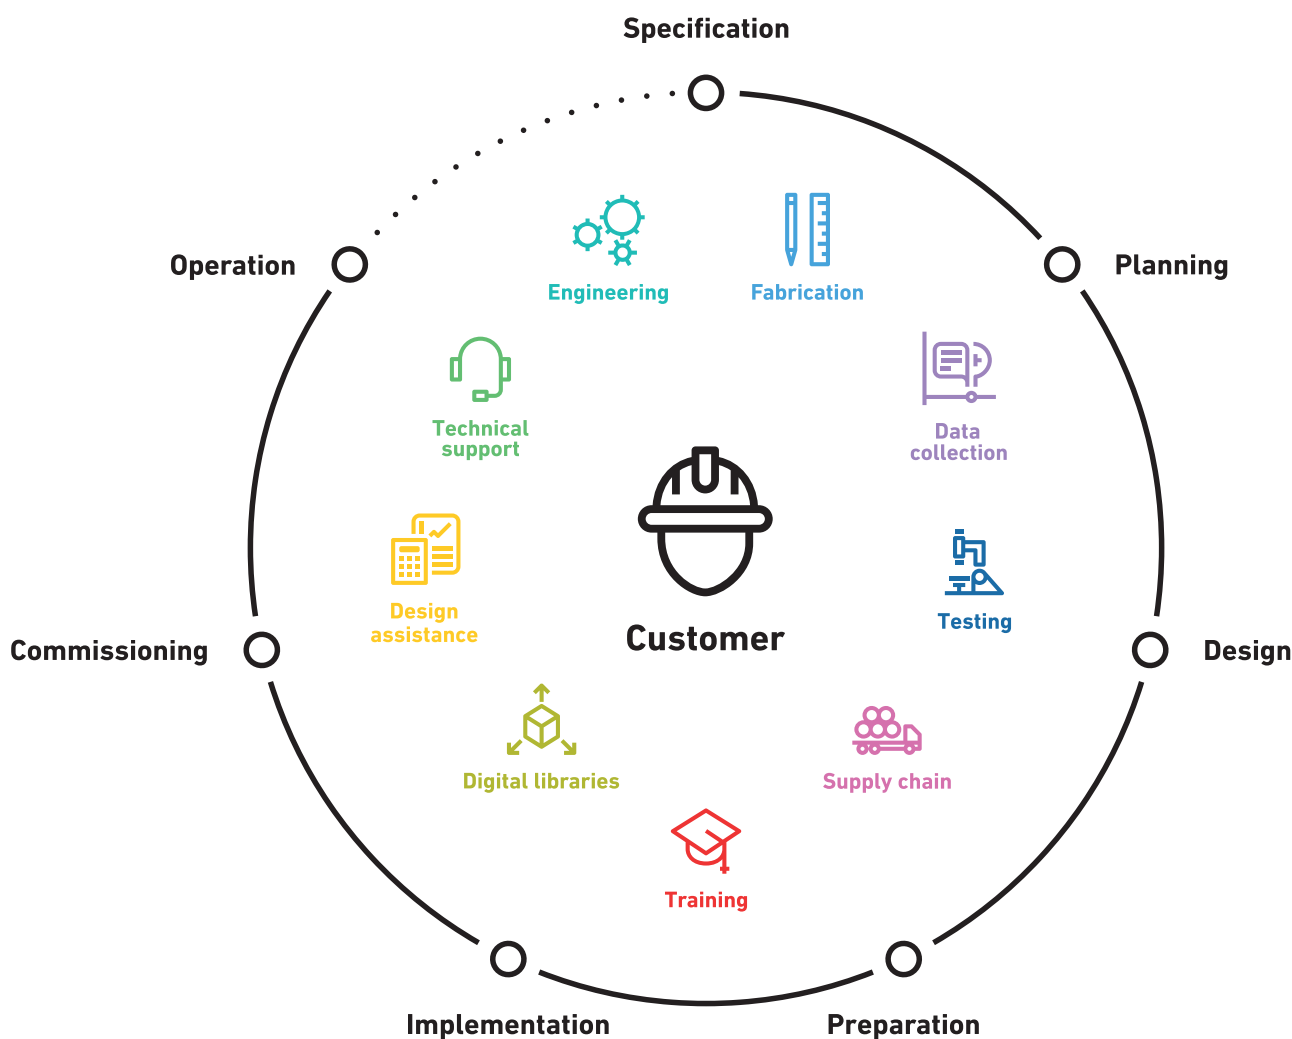 Specification
Operation
Planning
Engineering
Fabrication
Technical
support
Data
collection
Design
assistance
Testing
Customer
Commissioning
Design
Digital libraries
Supply chain
Training
Implementation
Preparation